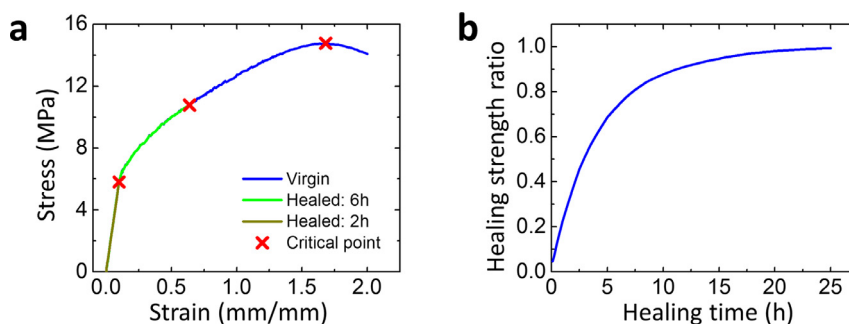 a
16
12
8
4
0
Stress (MPa)
Virgin
Healed: 6h
Healed: 2h
Critical point
0.0 0.5 1.0 1.5 2.0
Strain (mm/mm)
b
1.0
0.8
0.6
0.4
0.2
0.0
Healing strength ratio
0 5 10 15 20 25
Healing time (h)